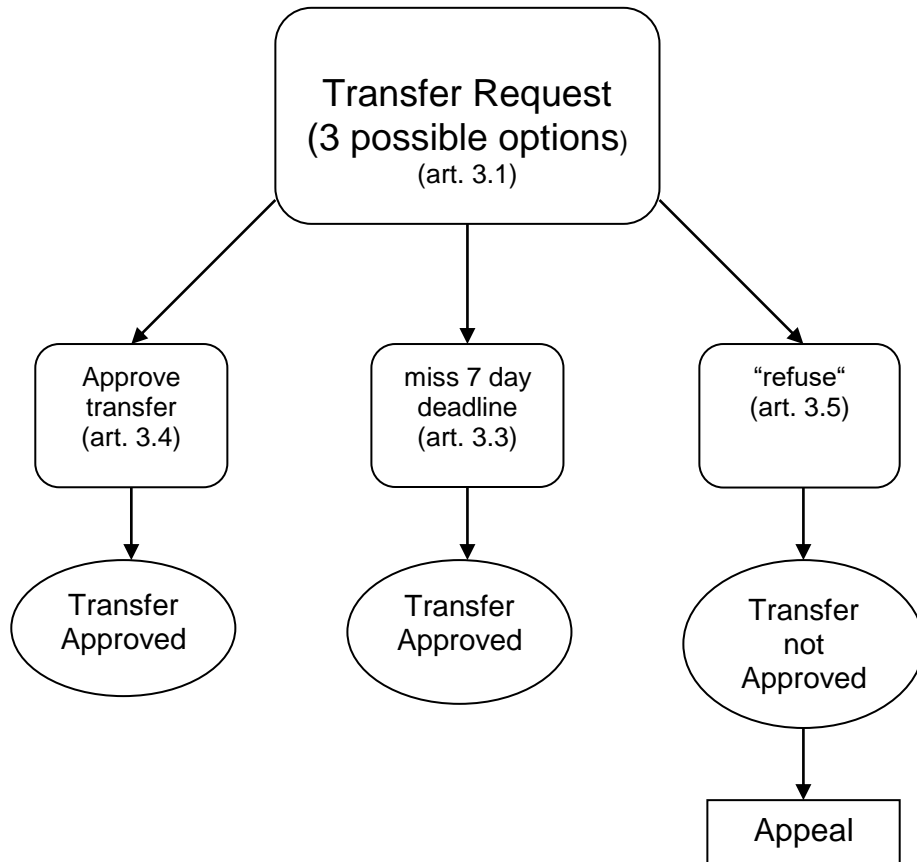 Transfer Request
(3 possible options)
(art. 3.1)
Approve
transfer
(art. 3.4)
miss 7 day
deadline
(art. 3.3)
“refuse“
(art. 3.5)
Transfer
Approved
Transfer
Approved
Transfer
not
Approved
Appeal